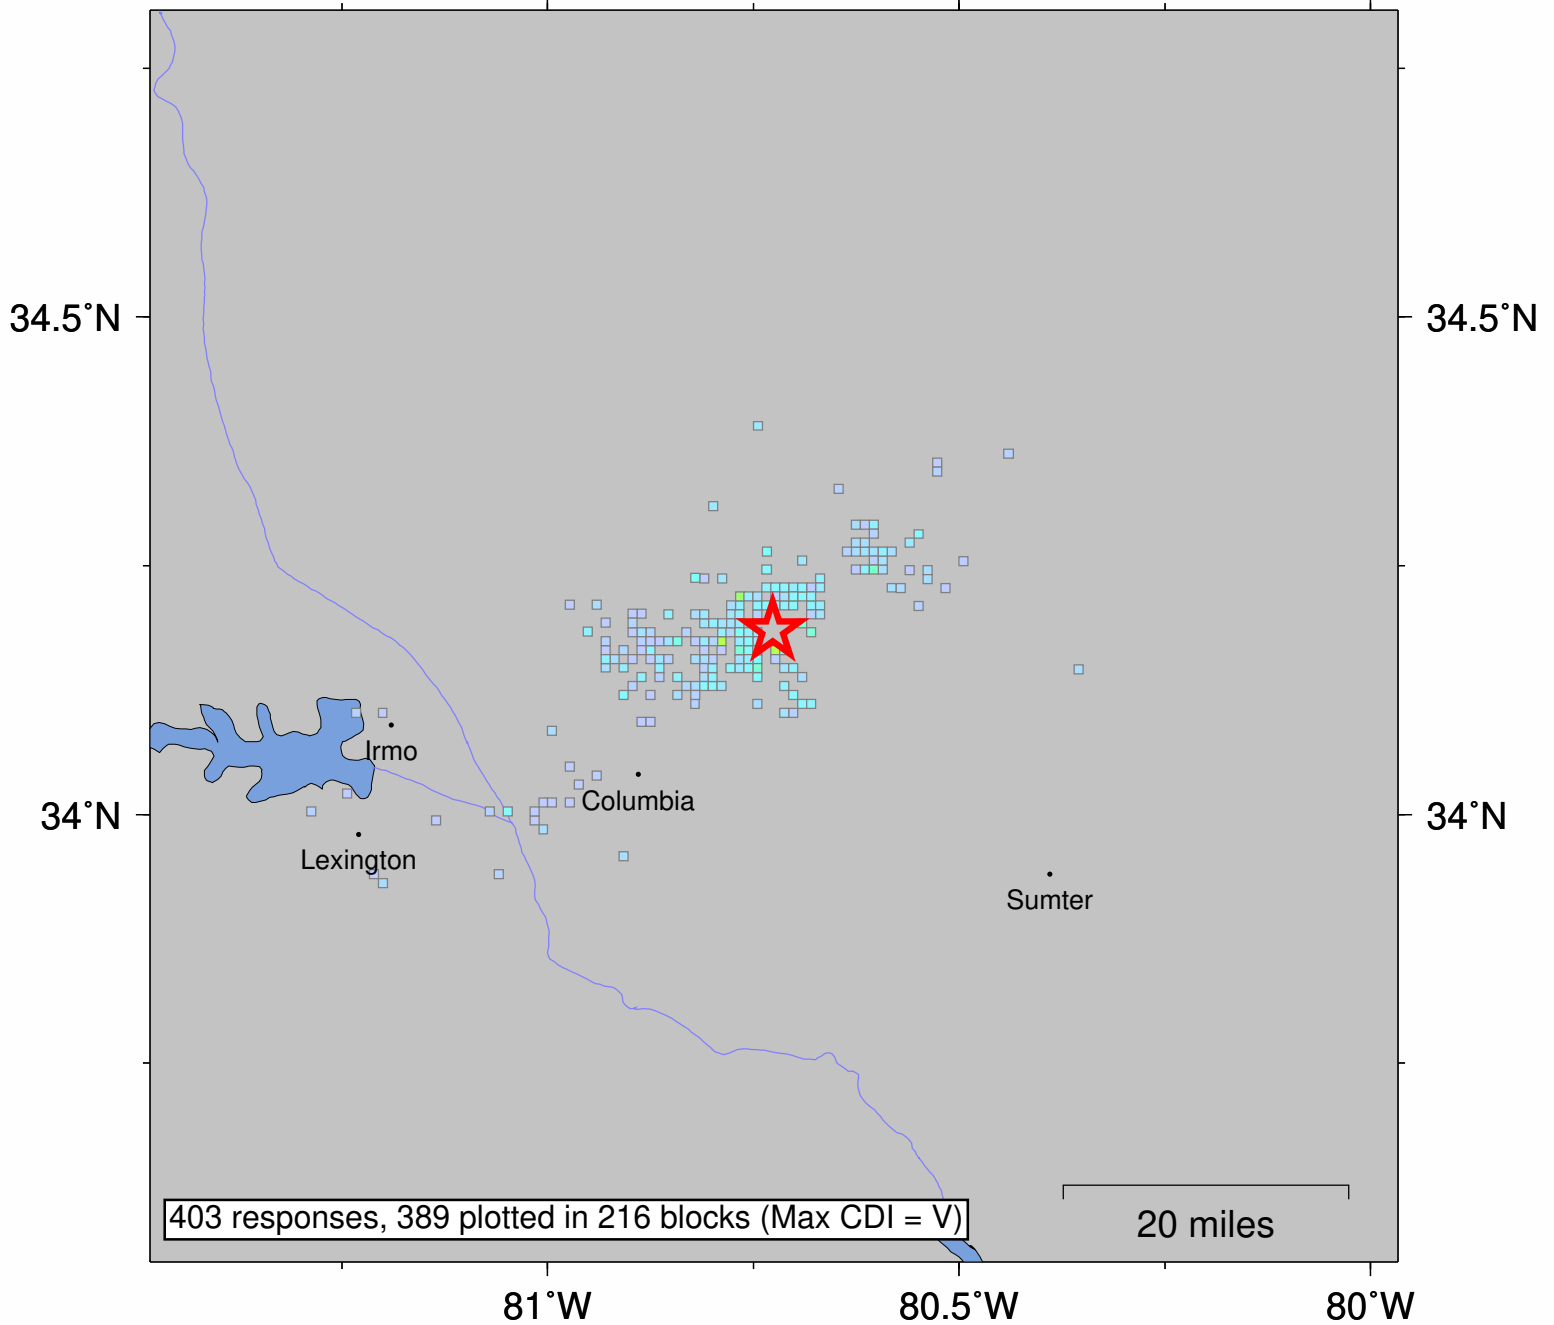 34.5˚N
34.5˚N
Irmo
Columbia
34˚N
34˚N
Lexington
Sumter
403 responses, 389 plotted in 216 blocks (Max CDI = V)
20 miles
81˚W
80.5˚W
80˚W